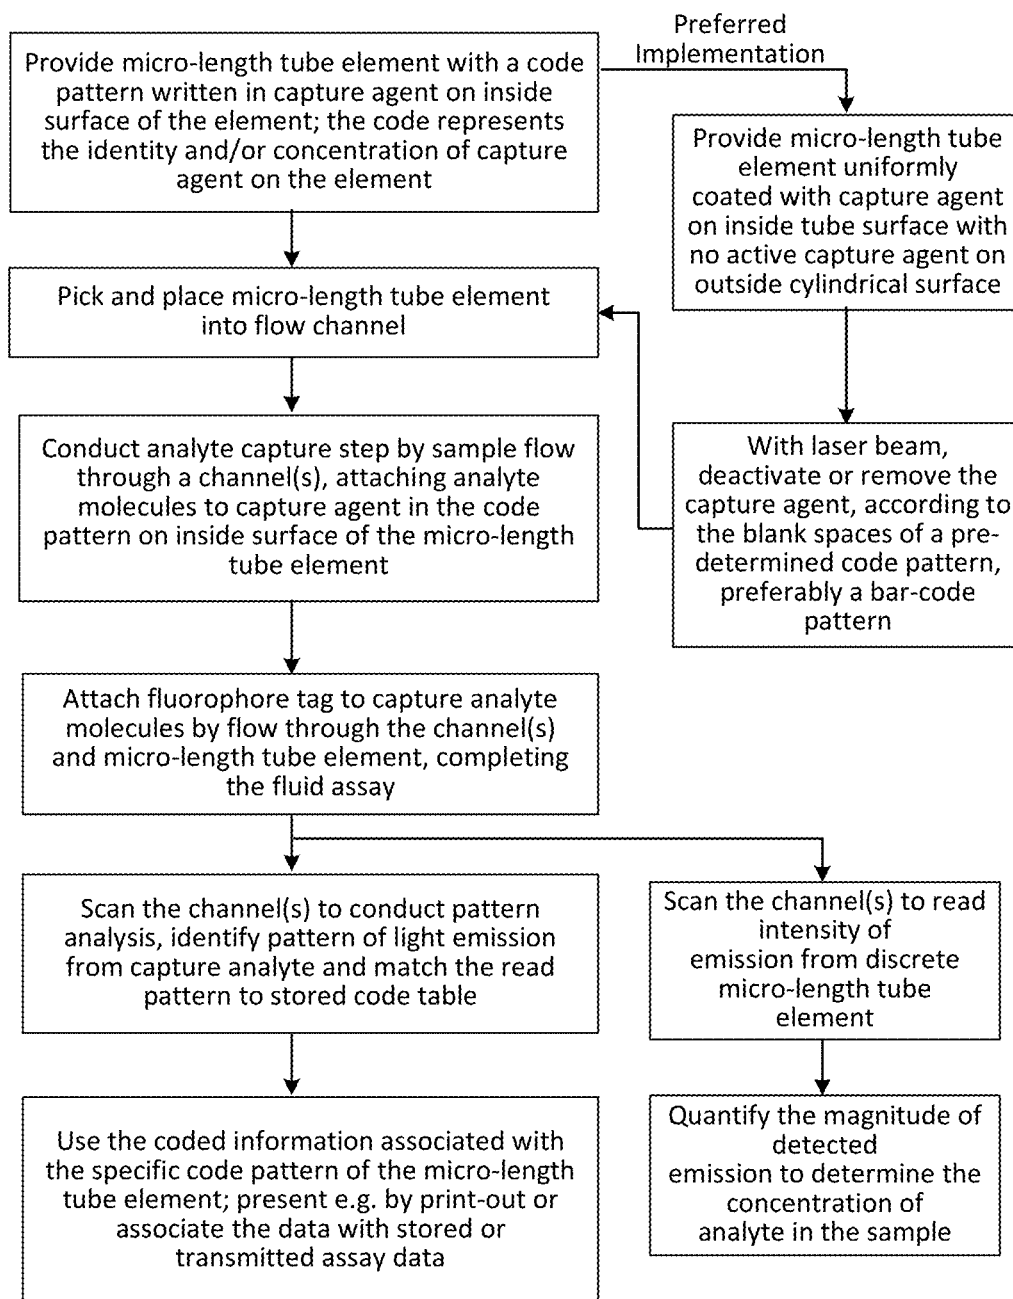 Preferred
Implementation
Provide micro-length tube element with a code
pattern written in capture agent on inside
surface of the element; the code represents
the identity and/or concentration of capture
agent on the element
Provide micro-length tube
element uniformly
coated with capture agent
on inside tube surface with
no active capture agent on
outside cylindrical surface
Pick and place micro-length tube element
into flow channel
With laser beam,
deactivate or remove the
capture agent, according to
the blank spaces of a pre-
determined code pattern,
preferably a bar-code
pattern
Conduct analyte capture step by sample flow
through a channel(s), attaching analyte
molecules to capture agent in the code
pattern on inside surface of the micro-length
tube element
Attach fluorophore tag to capture analyte
molecules by flow through the channel(s)
and micro-length tube element, completing
the fluid assay
Scan the channel(s) to conduct pattern
analysis, identify pattern of light emission
from capture analyte and match the read
pattern to stored code table
Scan the channel(s) to read
intensity of
emission from discrete
micro-length tube
element
Use the coded information associated with
the specific code pattern of the micro-length
tube element; present e.g. by print-out or
associate the data with stored or
transmitted assay data
Quantify the magnitude of
detected
emission to determine the
concentration of
analyte in the sample